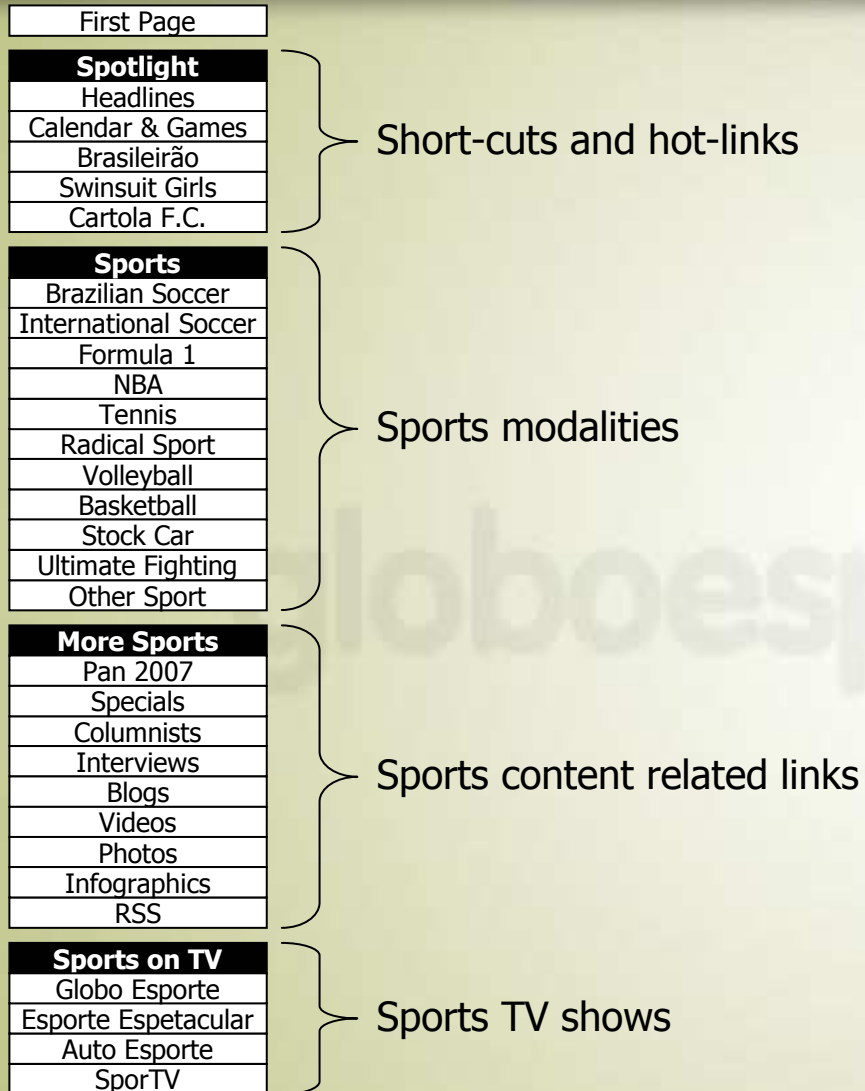 First Page
Spotlight
Headlines
Calendar & Games
Brasileirão
Swinsuit Girls
Cartola F.C.
Short-cuts and hot-links
Sports
Brazilian Soccer
International Soccer
Formula 1
NBA
Tennis
Radical Sport
Volleyball
Basketball
Stock Car
Ultimate Fighting
Other Sport
Sports modalities
More Sports
Pan 2007
Specials
Columnists
Interviews
Blogs
Videos
Photos
Infographics
RSS
Sports content related links
Sports on TV
Globo Esporte
Esporte Espetacular
Auto Esporte
SporTV
Sports TV shows
globoesp